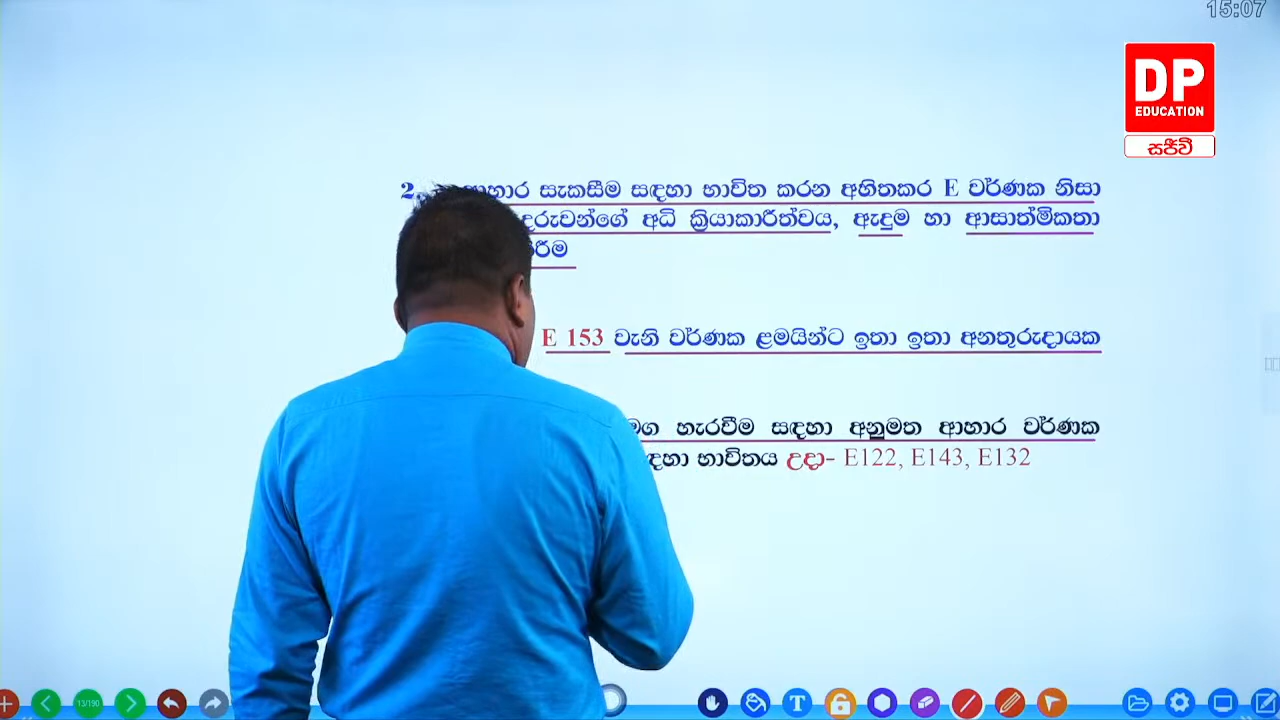 15:07
DP
EDUCATION
සජීවී
2. ආහාර සැකසීම සඳහා භාවිත කරන අහිතකර E වර්ණක නිසා
දරුවන්ගේ අධි ක්‍රියාකාරීත්වය, ඇදුම හා ආසාත්මිකතා
E 153 වැනි වර්ණක ළමයින්ට ඉතා ඉතා අනතුරුදායක
හැරවීම සඳහා අනුමත ආහාර වර්ණක
භාවිතය උදා- E122, E143, E132
13/190
T